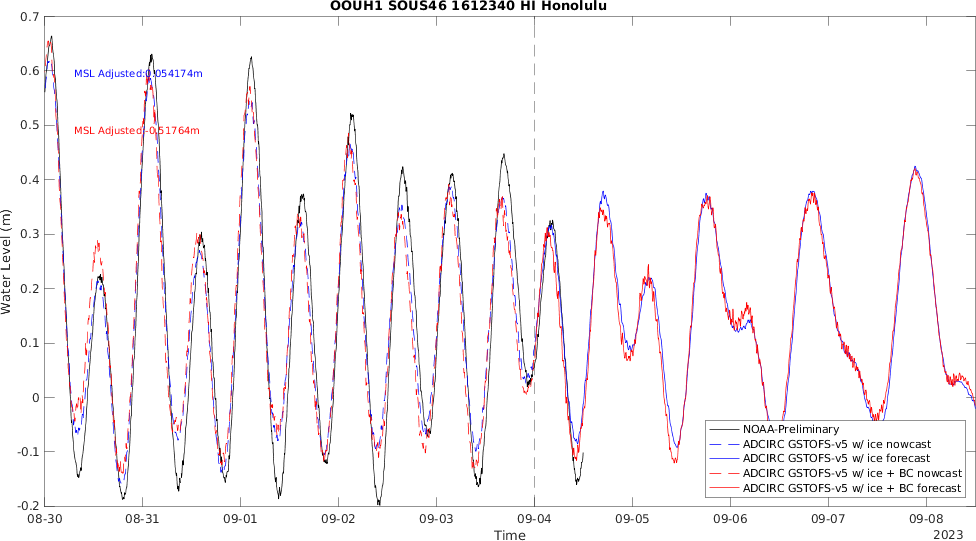 OOUH1 SOUS46 1612340 HI Honolulu
0.7
0.6
0.5
0.4
0.3
0.2
0.1
0
-0.1
-0.2
Water Level (m)
MSL Adjusted:0.054174m
MSL Adjusted:-0.51764m
NOAA-Preliminary
ADCIRC GSTOFS-v5 w/ ice nowcast
ADCIRC GSTOFS-v5 w/ ice forecast
ADCIRC GSTOFS-v5 w/ ice + BC nowcast
ADCIRC GSTOFS-v5 w/ ice + BC forecast
08-30 08-31 09-01 09-02 09-03 09-04 09-05 09-06 09-07 09-08
Time
2023